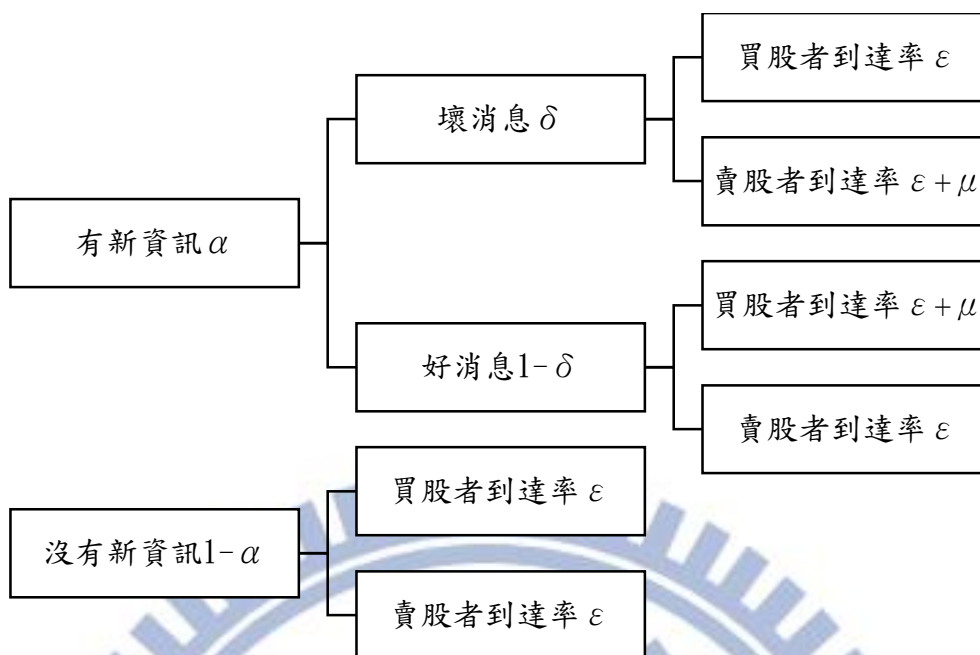 買股者到達率 ε
壞消息 δ
賣股者到達率 ε+μ
有新資訊 α
買股者到達率 ε+μ
好消息1-δ
賣股者到達率 ε
買股者到達率 ε
沒有新資訊1-α
賣股者到達率 ε